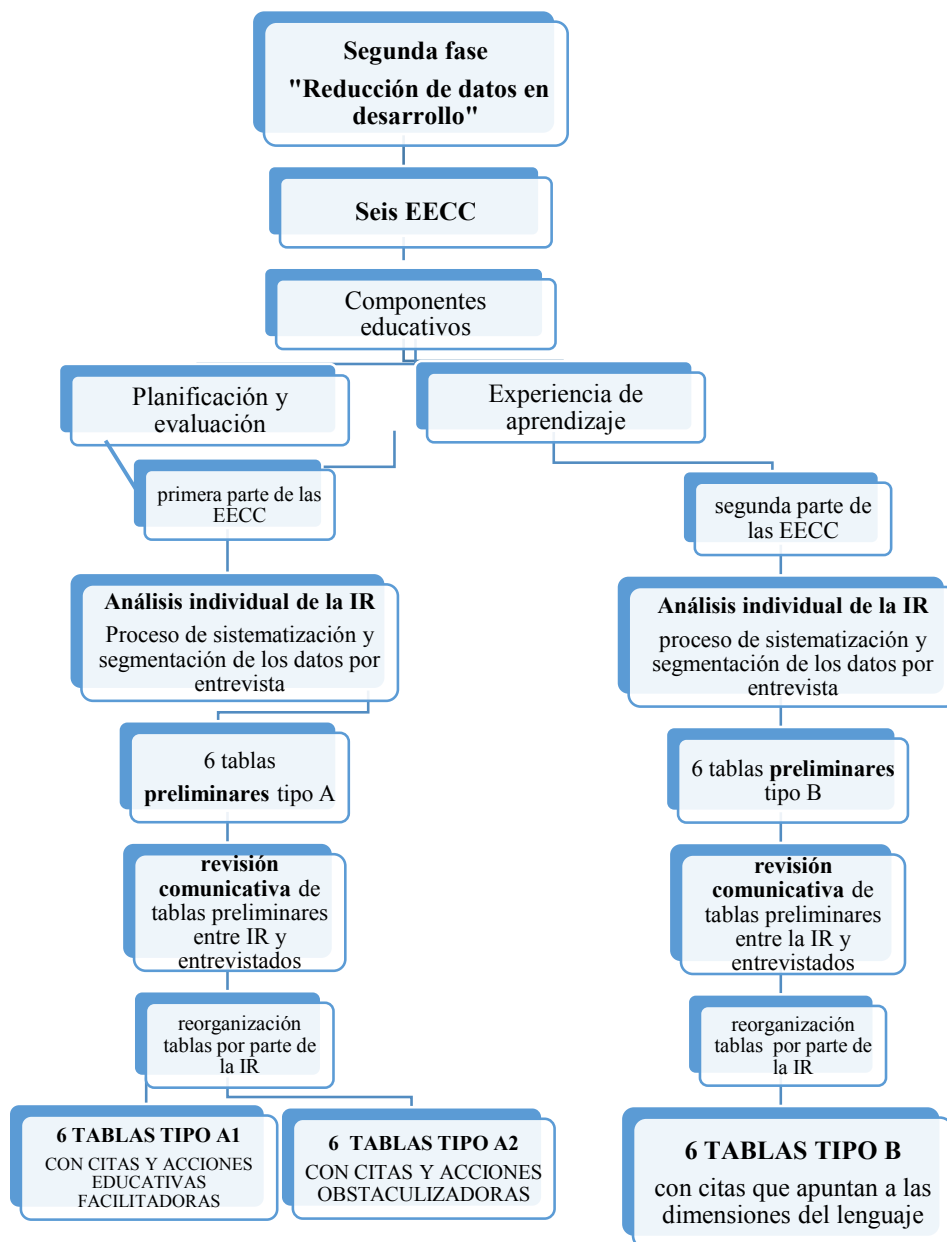 Segunda fase
"Reducción de datos en
desarrollo"
Seis EECC
Componentes
educativos
Planificación y
evaluación
Experiencia de
aprendizaje
primera parte de las
EECC
segunda parte de
las EECC
Análisis individual de la IR
Proceso de sistematización y
segmentación de los datos por
entrevista
Análisis individual de la IR
proceso de sistematización y
segmentación de los datos por
entrevista
6 tablas
preliminares tipo A
6 tablas preliminares
tipo B
revisión
comunicativa de
tablas preliminares
entre IR y
entrevistados
revisión
comunicativa de
tablas preliminares
entre la IR y
entrevistados
reorganización
tablas por parte de
la IR
reorganización
tablas por parte de
la IR
6 TABLAS TIPO A1
CON CITAS Y ACCIONES
EDUCATIVAS
FACILITADORAS
6 TABLAS TIPO A2
CON CITAS Y ACCIONES
OBSTACULIZADORAS
6 TABLAS TIPO B
con citas que apuntan a las
dimensiones del lenguaje